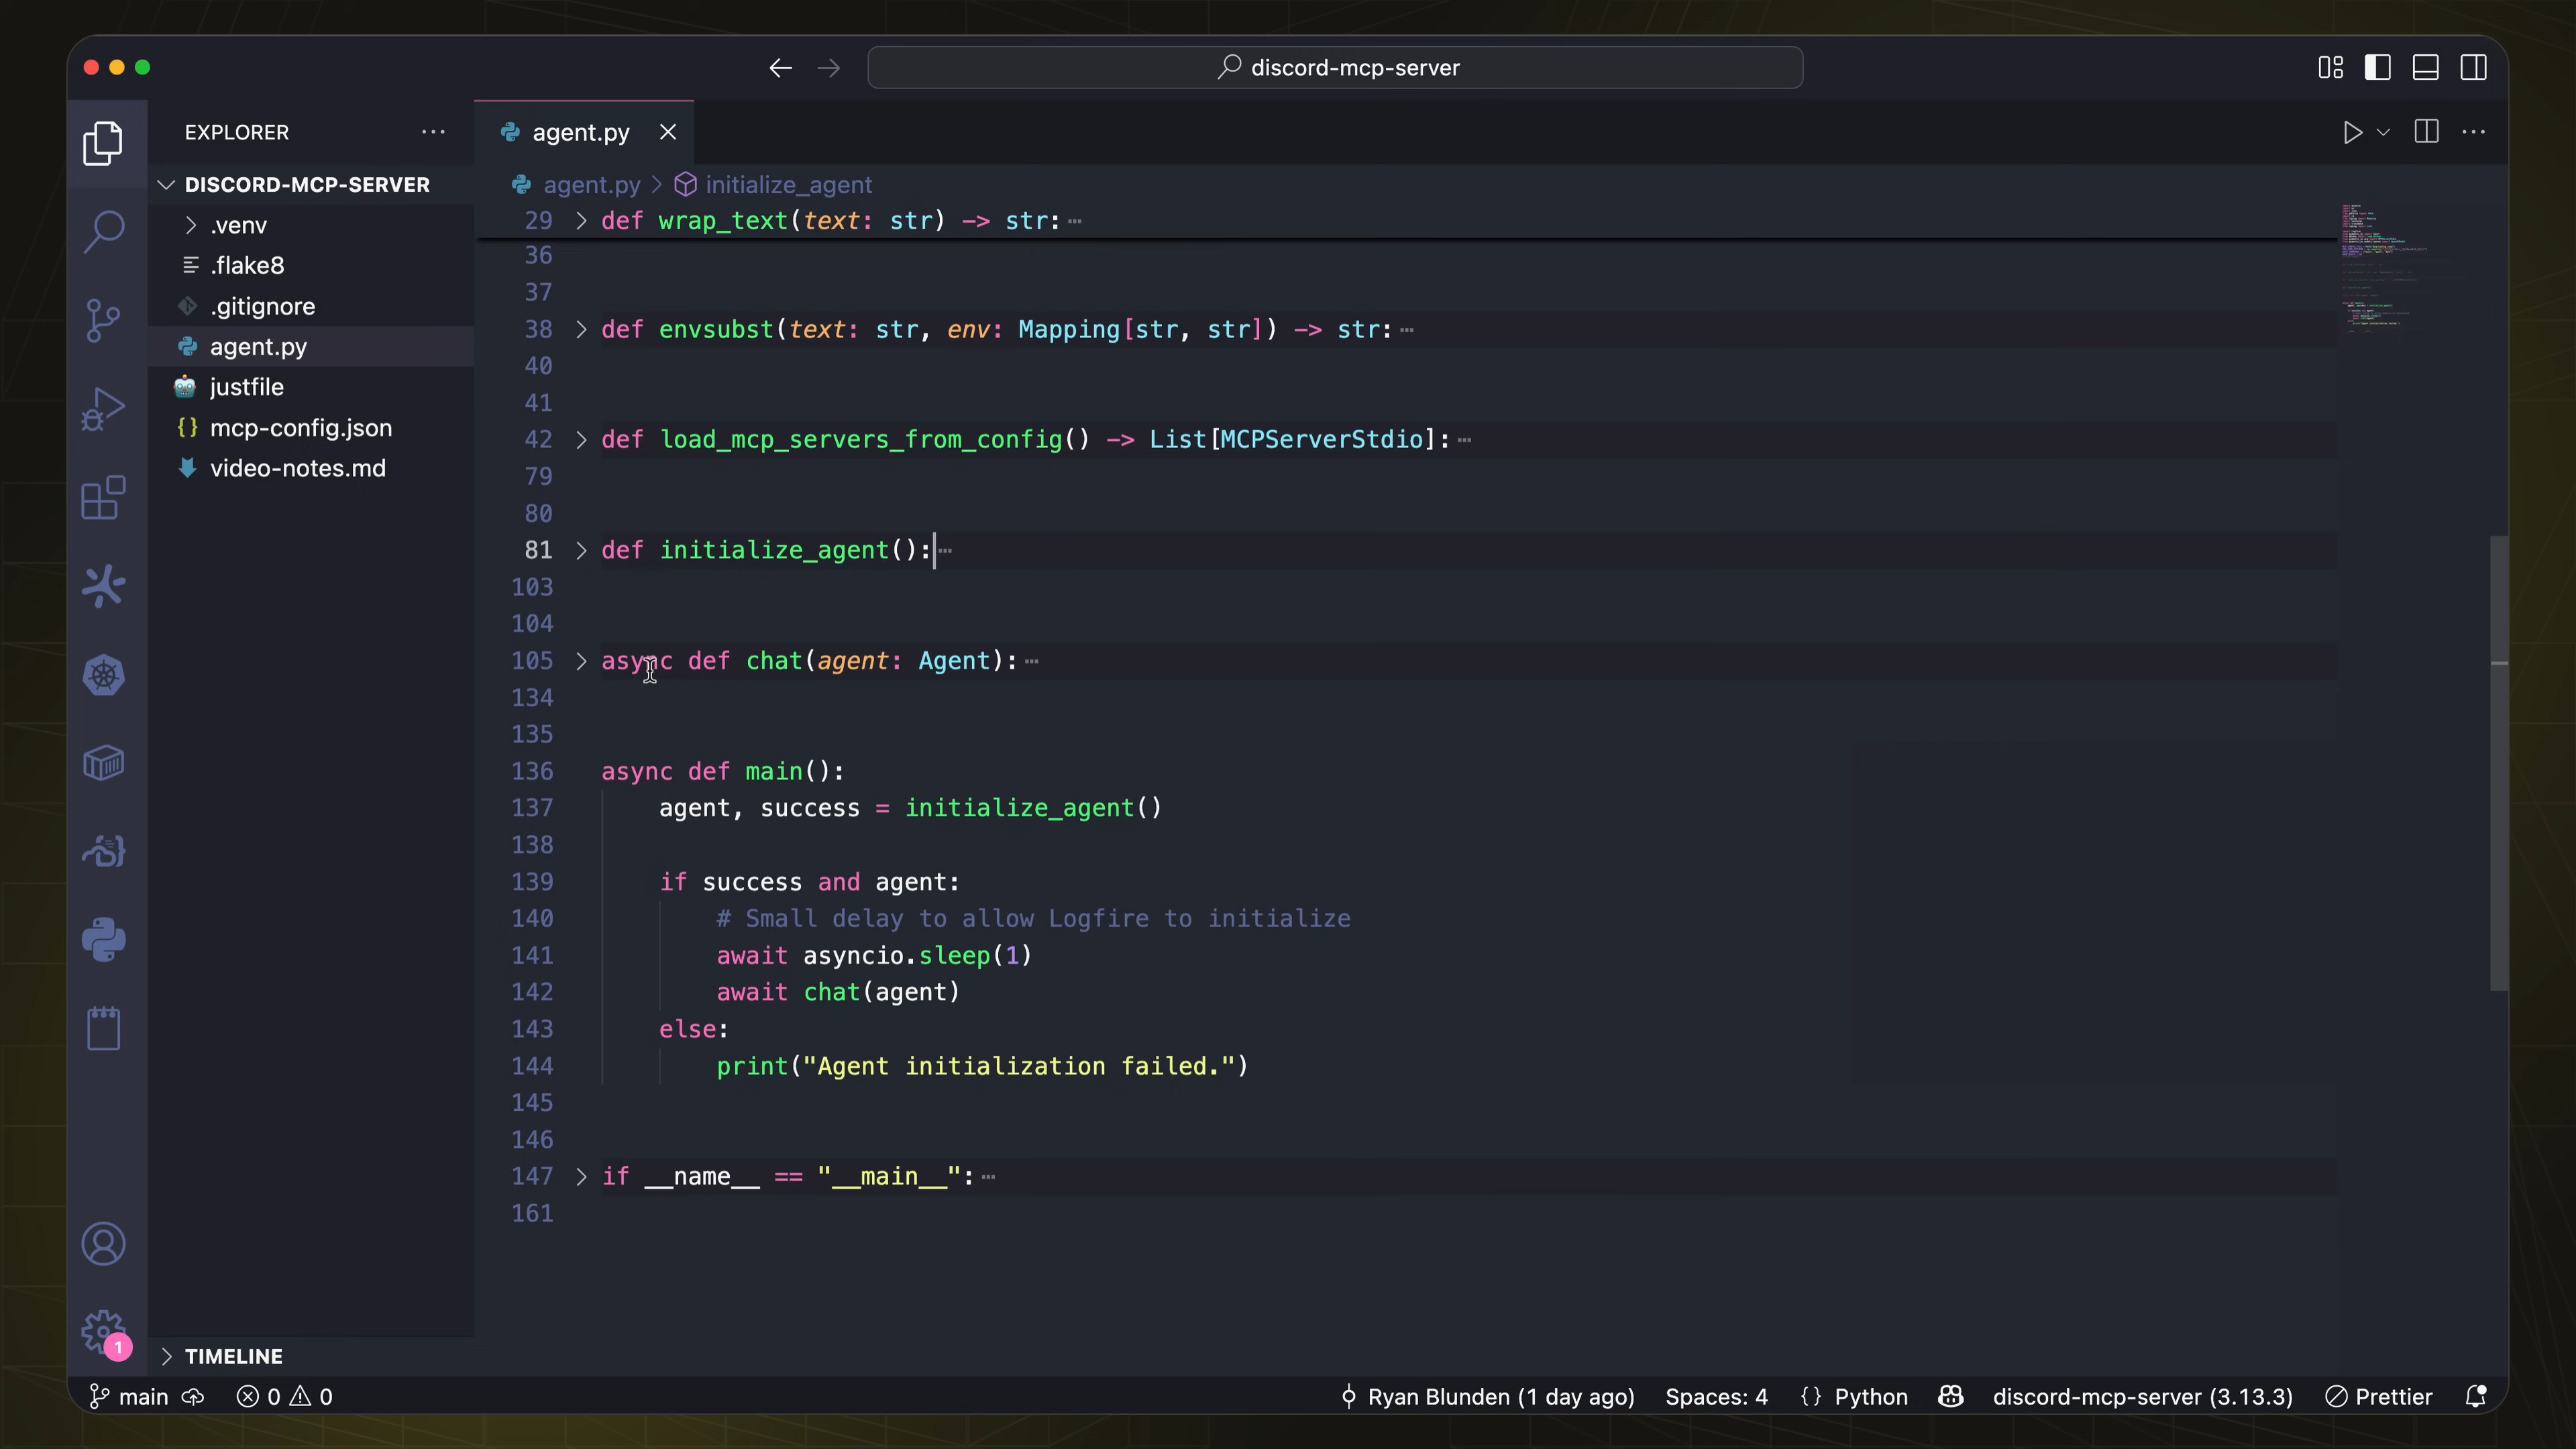 discord-mcp-server
EXPLORER
agent.py
DISCORD-MCP-SERVER
.venv
.flake8
.gitignore
agent.py
justfile
mcp-config.json
video-notes.md
agent.py > initialize_agent
29 def wrap_text(text: str) -> str:
36
37
38 def envsubst(text: str, env: Mapping[str, str]) -> str:
40
41
42 def load_mcp_servers_from_config() -> List[MCPServerStdio]:
79
80
81 def initialize_agent():
103
104
105 async def chat(agent: Agent):
134
135
136 async def main():
137 agent, success = initialize_agent()
138
139 if success and agent:
140 # Small delay to allow Logfire to initialize
141 await asyncio.sleep(1)
142 await chat(agent)
143 else:
144 print("Agent initialization failed.")
145
146
147 if __name__ == "__main__":
161
1
TIMELINE
main 0 0 Ryan Blunden (1 day ago) Spaces: 4 {} Python discord-mcp-server (3.13.3) Prettier